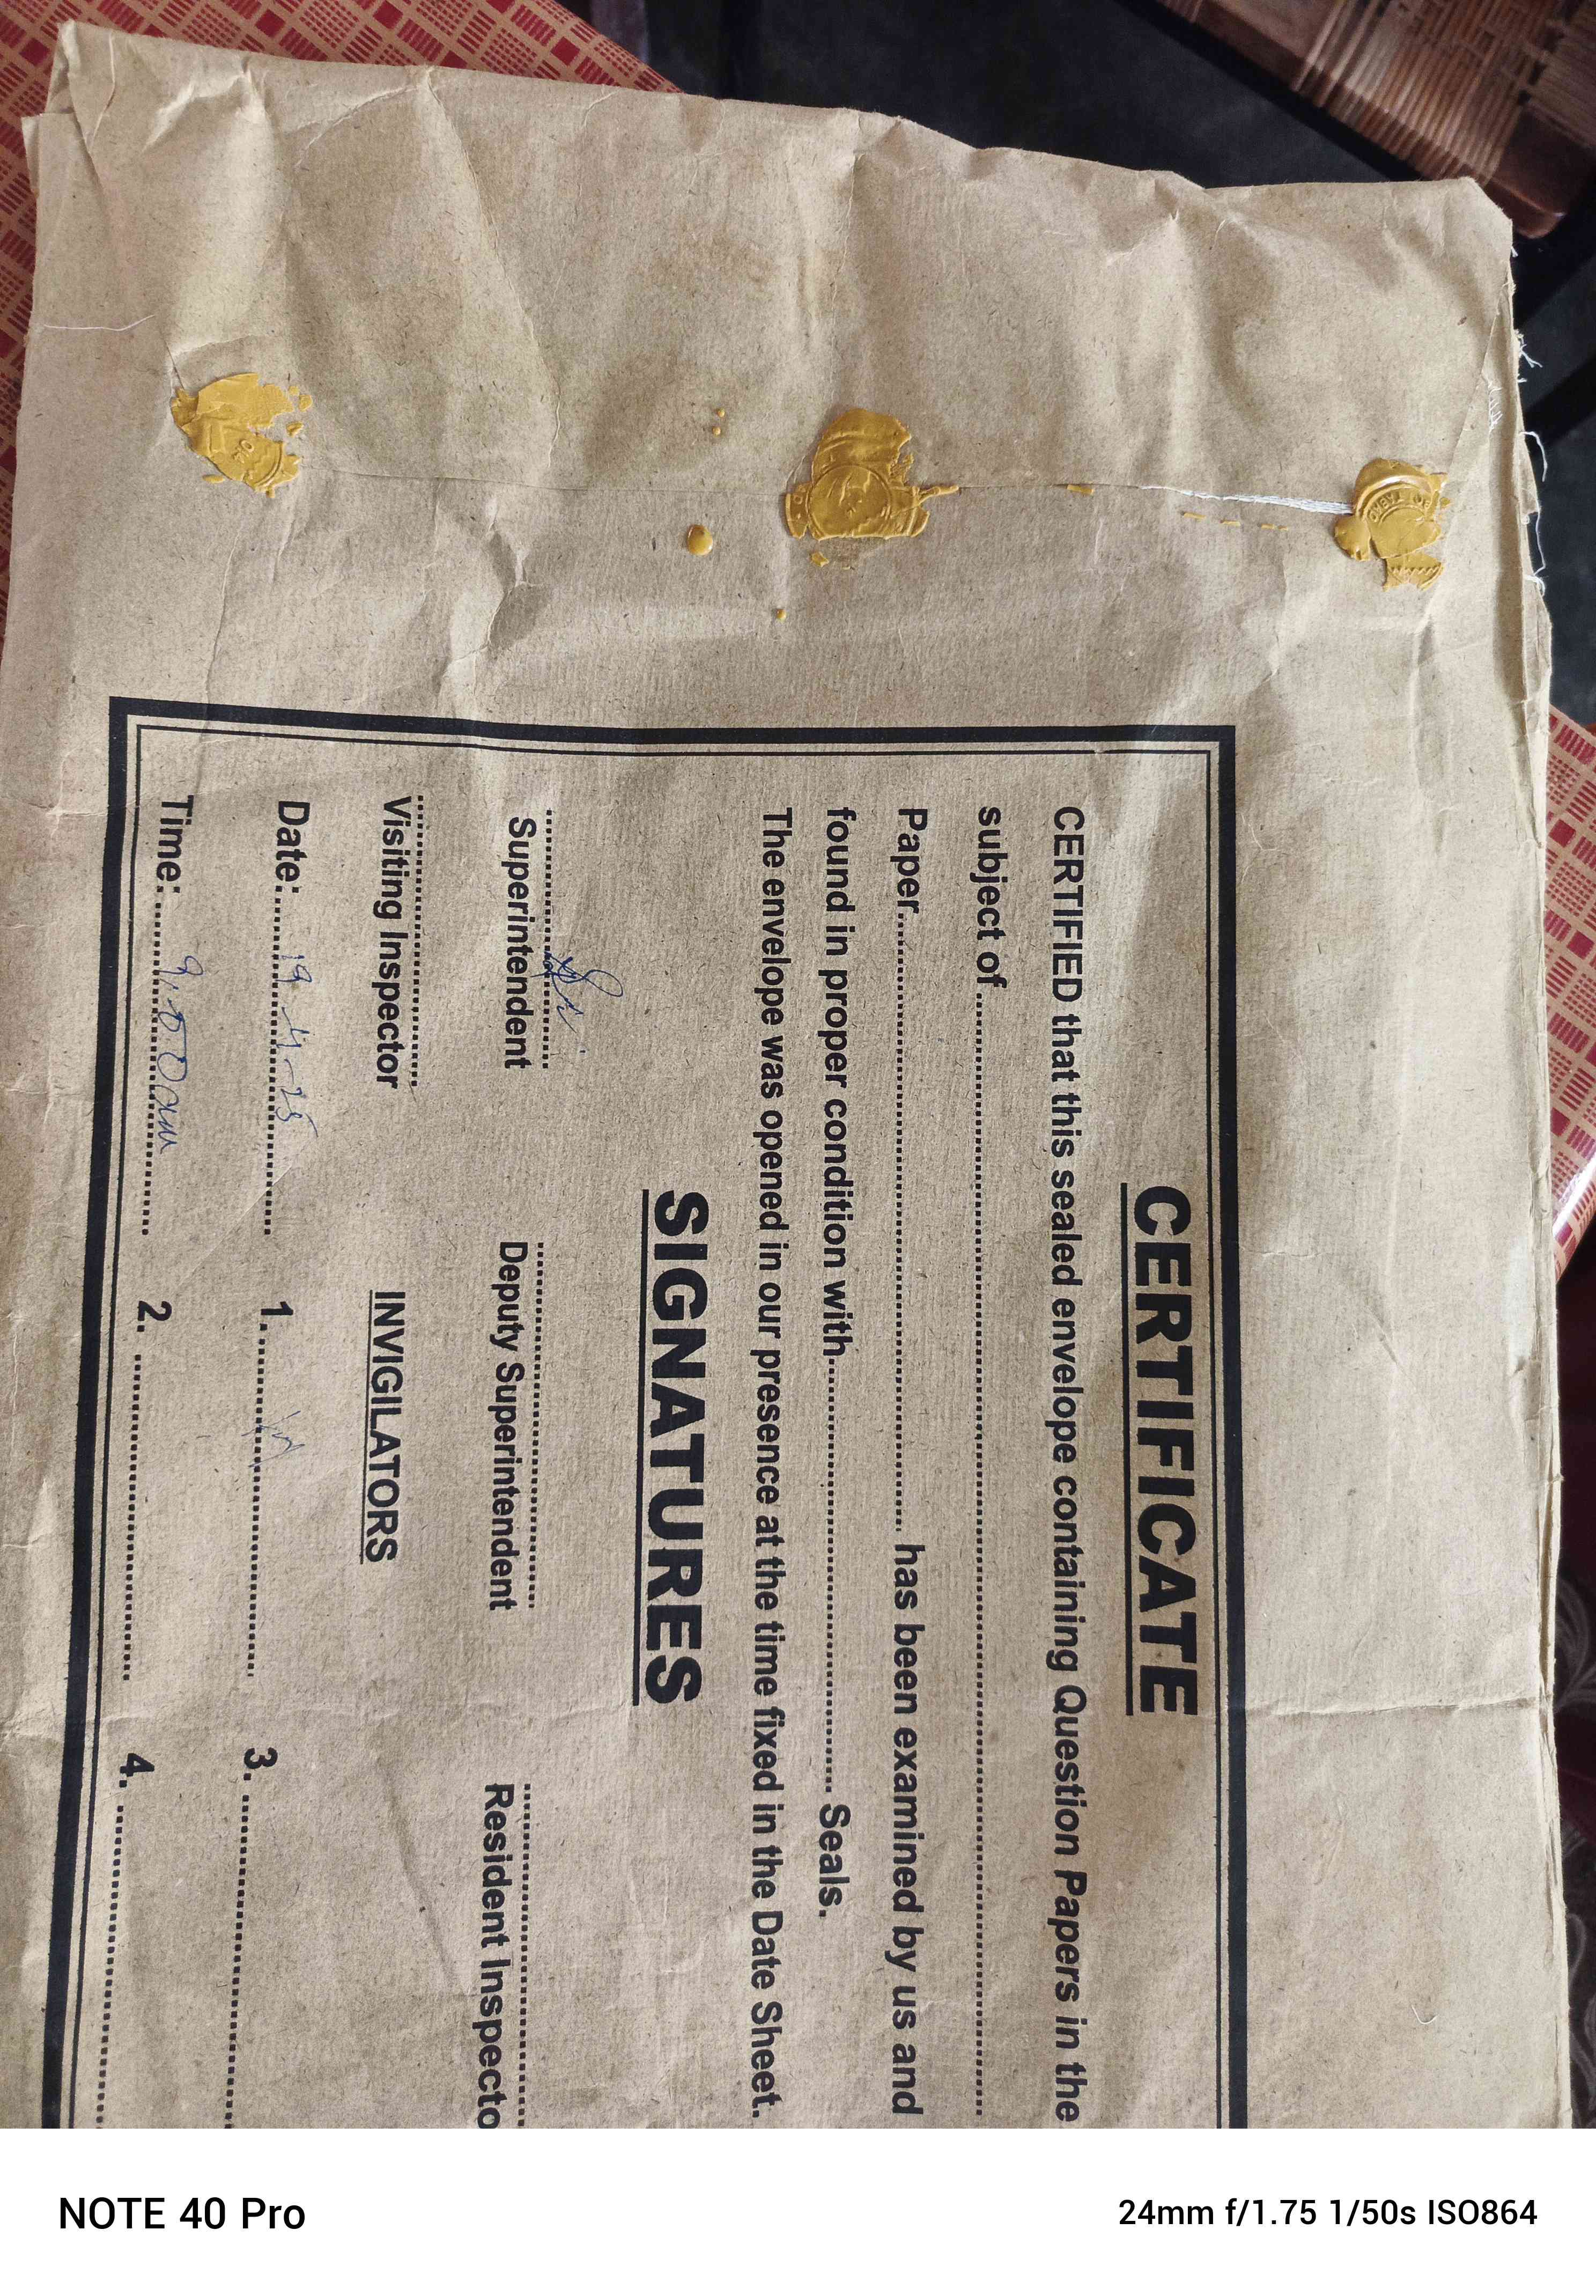 CERTIFICATE
CERTIFIED that this sealed envelope containing Question Papers in the
subject of ........................................
Paper........................................ has been examined by us and
found in proper condition with........................................ Seals.
The envelope was opened in our presence at the time fixed in the Date Sheet.
SIGNATURES
Superintendent
Deputy Superintendent
Resident Inspecto
Visiting Inspector
INVIGILATORS
Date: 19-4-25
1.
3.
Time: 9:00am
2.
4.
NOTE 40 Pro
24mm f/1.75 1/50s ISO864